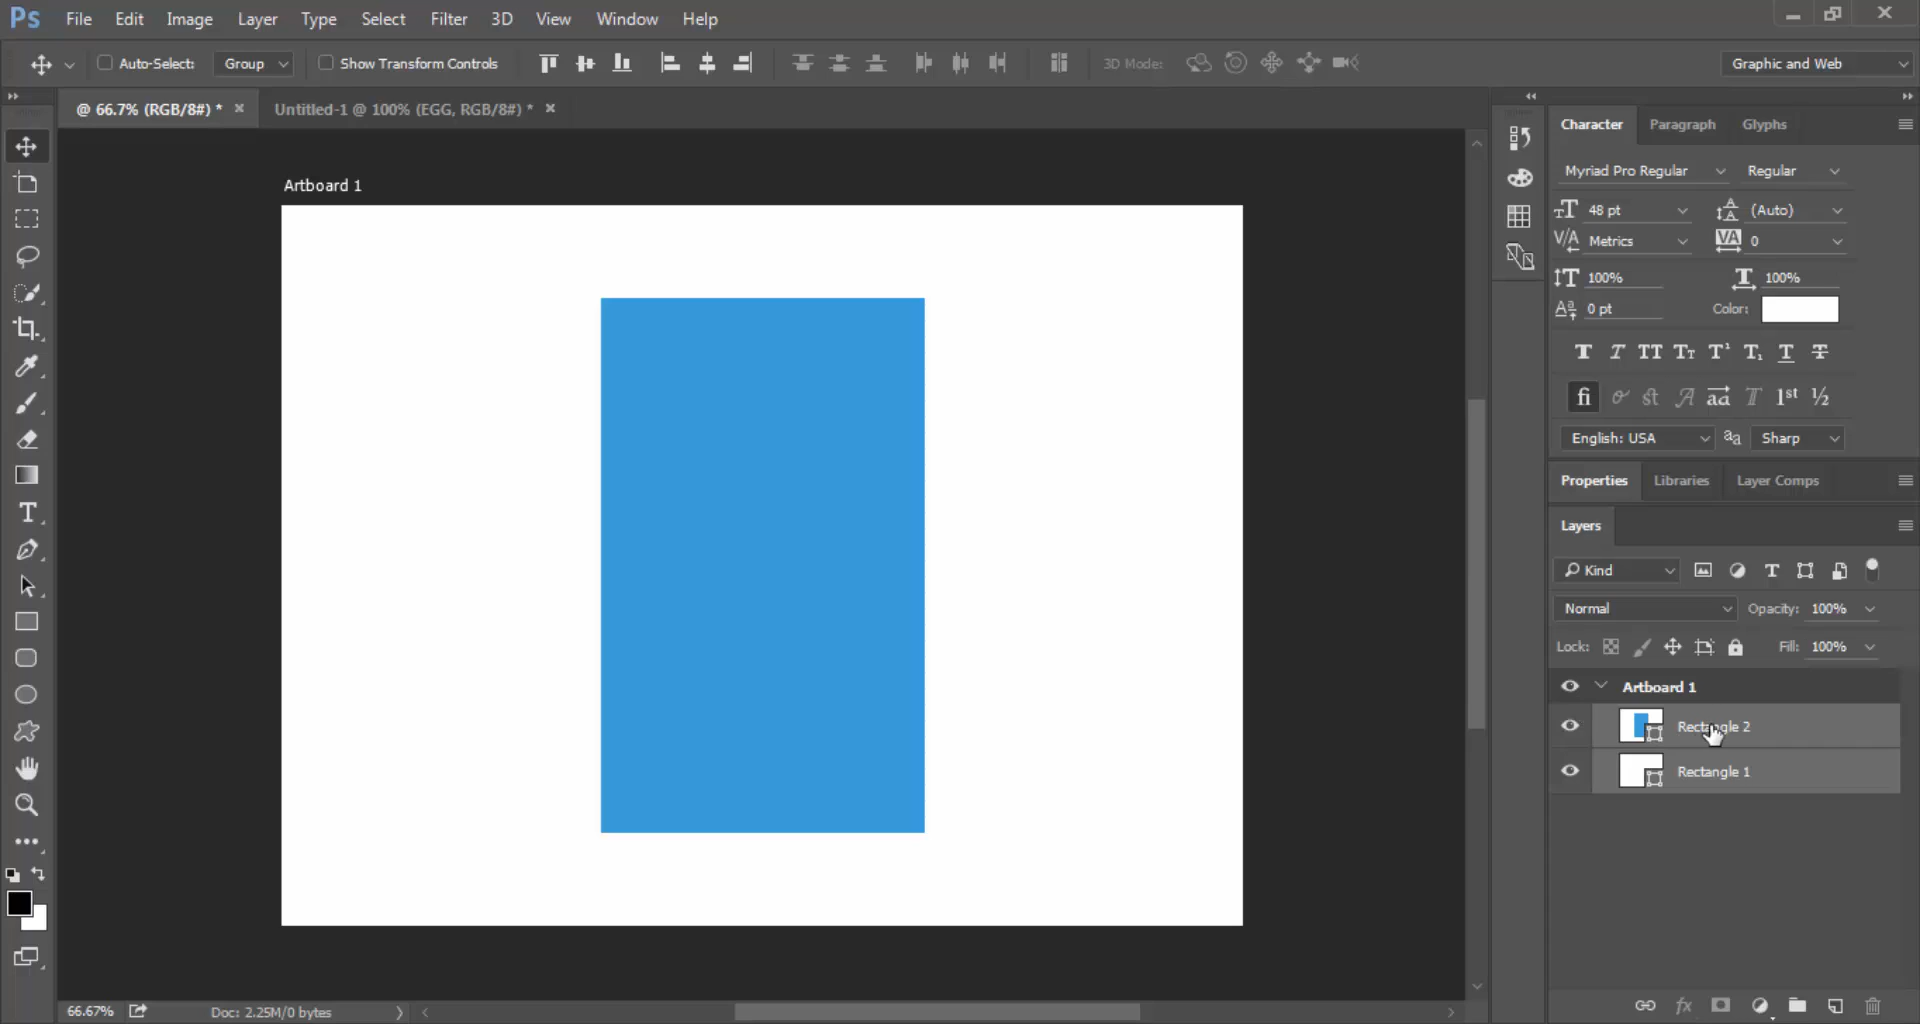 Ps File Edit Image Layer Type Select Filter 3D View Window Help
Auto-Select: Group Show Transform Controls 3D Mode: Graphic and Web
@ 66.7% (RGB/8#) * Untitled-1 @ 100% (EGG, RGB/8#) *
Artboard 1
Character Paragraph Glyphs
Myriad Pro Regular Regular
48 pt (Auto)
Metrics 0
100% 100%
0 pt Color:
English: USA Sharp
Properties Libraries Layer Comps
Layers
Kind
Normal Opacity: 100%
Lock: Fill: 100%
Artboard 1
Rectangle 2
Rectangle 1
66.67% Doc: 2.25M/0 bytes